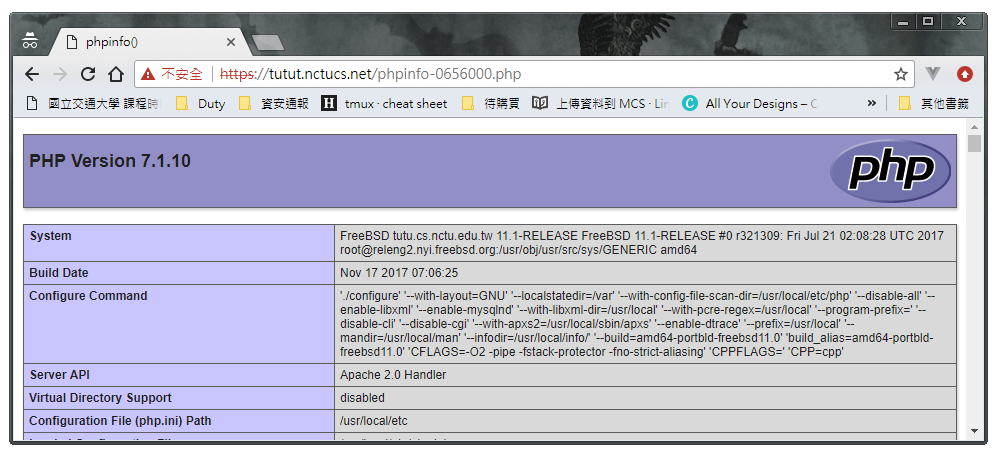 phpinfo()
不安全 https://tutut.nctucs.net/phpinfo-0656000.php
國立交通大學 課程時 Duty 資安通報 H tmux · cheat sheet 待購買 上傳資料到 MCS · Lin C All Your Designs – C » 其他書籤
PHP Version 7.1.10
php
System FreeBSD tutu.cs.nctu.edu.tw 11.1-RELEASE FreeBSD 11.1-RELEASE #0 r321309: Fri Jul 21 02:08:28 UTC 2017
root@releng2.nyi.freebsd.org:/usr/obj/usr/src/sys/GENERIC amd64
Build Date Nov 17 2017 07:06:25
Configure Command './configure' '--with-layout=GNU' '--localstatedir=/var' '--with-config-file-scan-dir=/usr/local/etc/php' '--disable-all' '--
enable-libxml' '--enable-mysqlnd' '--with-libxml-dir=/usr/local' '--with-pcre-regex=/usr/local' '--program-prefix=' '--
disable-cli' '--disable-cgi' '--with-apxs2=/usr/local/sbin/apxs' '--enable-dtrace' '--prefix=/usr/local' '--
mandir=/usr/local/man' '--infodir=/usr/local/info/' '--build=amd64-portbld-freebsd11.0' 'build_alias=amd64-portbld-
freebsd11.0' 'CFLAGS=-O2 -pipe -fstack-protector -fno-strict-aliasing' 'CPPFLAGS=' 'CPP=cpp'
Server API Apache 2.0 Handler
Virtual Directory Support disabled
Configuration File (php.ini) Path /usr/local/etc